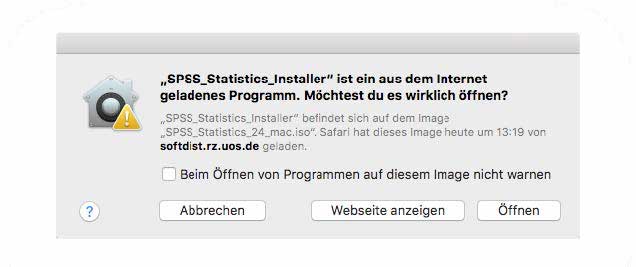 „SPSS_Statistics_Installer“ ist ein aus dem Internet
geladenes Programm. Möchtest du es wirklich öffnen?
„SPSS_Statistics_Installer“ befindet sich auf dem Image
„SPSS_Statistics_24_mac.iso“. Safari hat dieses Image heute um 13:19 von
softdist.rz.uos.de geladen.
Beim Öffnen von Programmen auf diesem Image nicht warnen
? Abbrechen Webseite anzeigen Öffnen